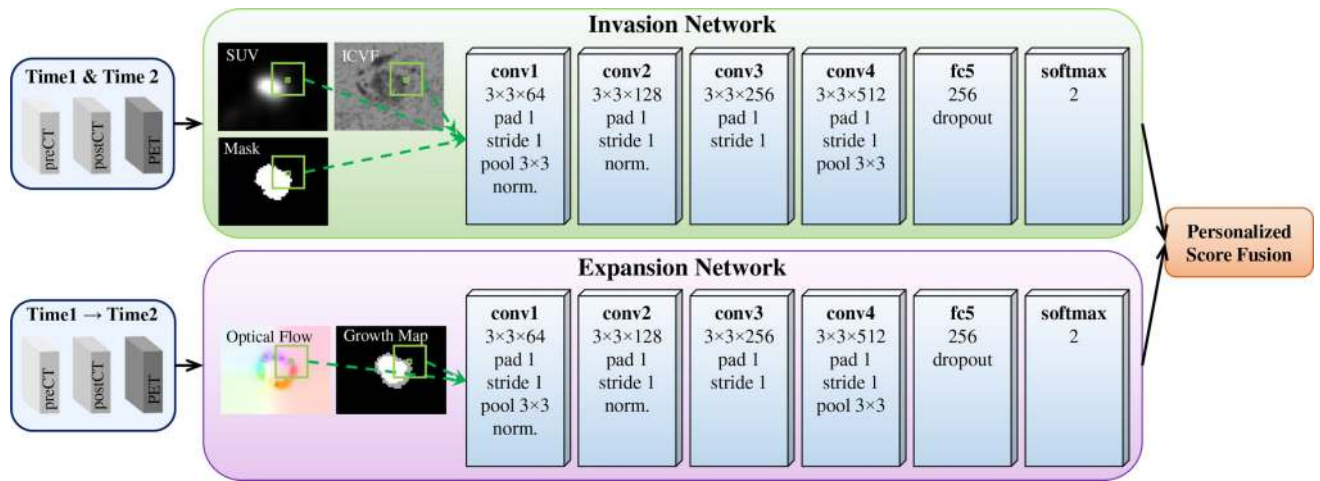 Invasion Network
Time1 & Time 2
preCT
postCT
PET
SUV
ICVF
Mask
conv1
3×3×64
pad 1
stride 1
pool 3×3
norm.
conv2
3×3×128
pad 1
stride 1
norm.
conv3
3×3×256
pad 1
stride 1
conv4
3×3×512
pad 1
stride 1
pool 3×3
fc5
256
dropout
softmax
2
Personalized
Score Fusion
Expansion Network
Time1 → Time2
preCT
postCT
PET
Optical Flow
Growth Map
conv1
3×3×64
pad 1
stride 1
pool 3×3
norm.
conv2
3×3×128
pad 1
stride 1
norm.
conv3
3×3×256
pad 1
stride 1
conv4
3×3×512
pad 1
stride 1
pool 3×3
fc5
256
dropout
softmax
2